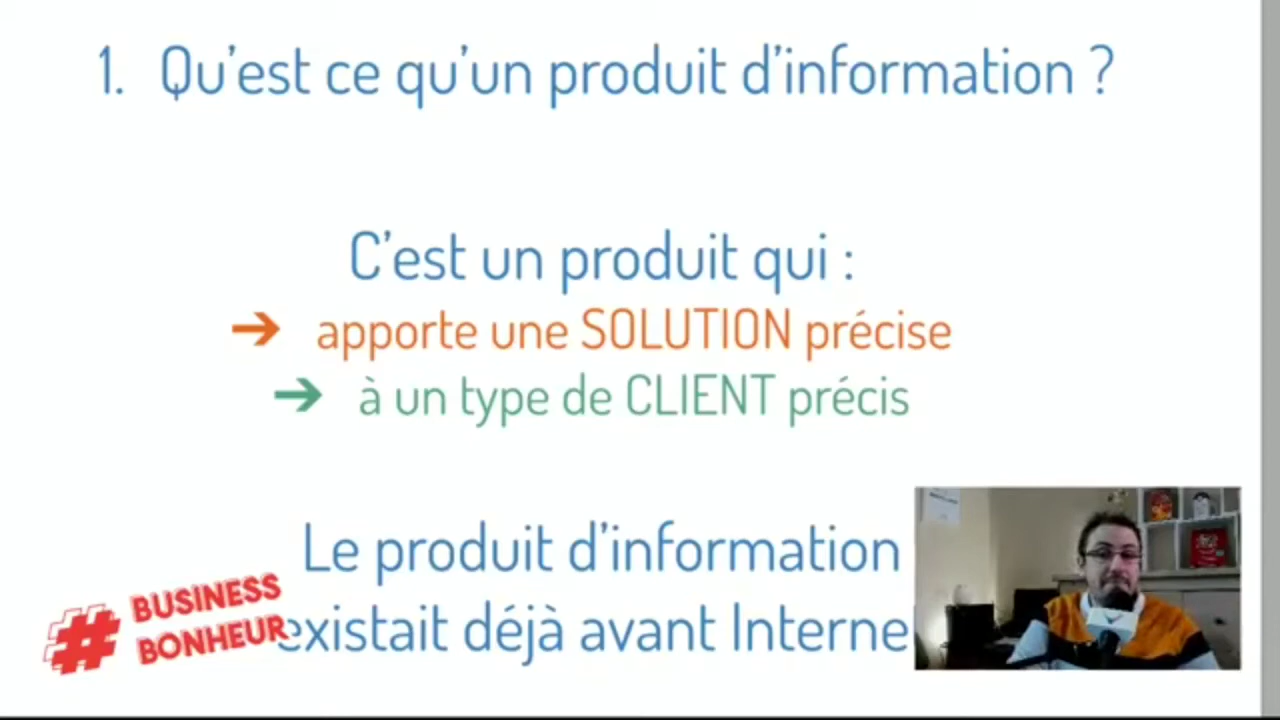 1. Qu'est ce qu'un produit d'information ?
C'est un produit qui :
➔ apporte une SOLUTION précise
➔ à un type de CLIENT précis
Le produit d'information
existait déjà avant Interne
# BUSINESS
BONHEUR